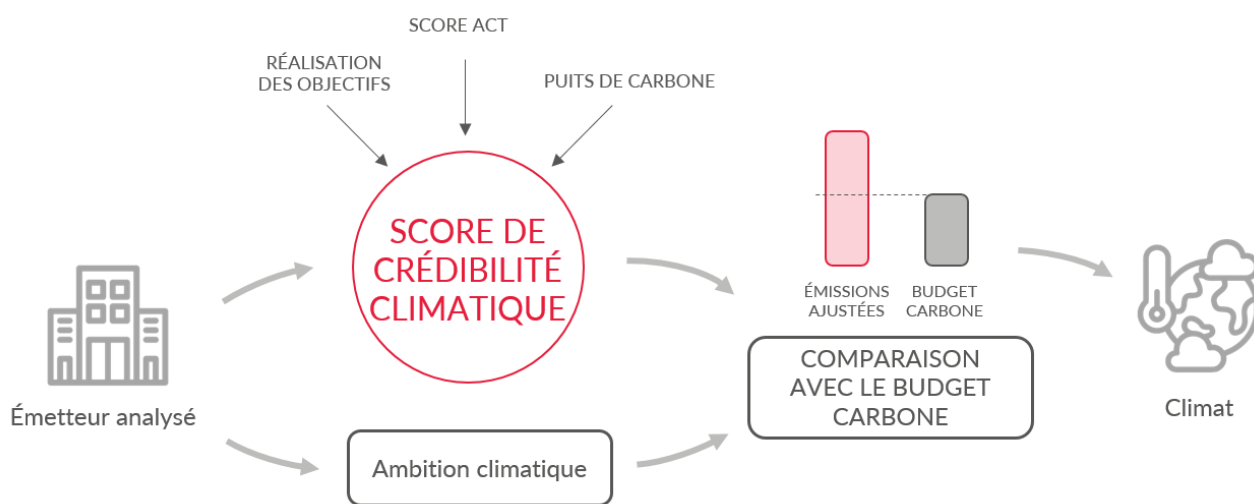 SCORE ACT
RÉALISATION
DES OBJECTIFS
PUITS DE CARBONE
SCORE DE
CRÉDIBILITÉ
CLIMATIQUE
Émetteur analysé
Ambition climatique
ÉMISSIONS
AJUSTÉES
BUDGET
CARBONE
COMPARAISON
AVEC LE BUDGET
CARBONE
Climat